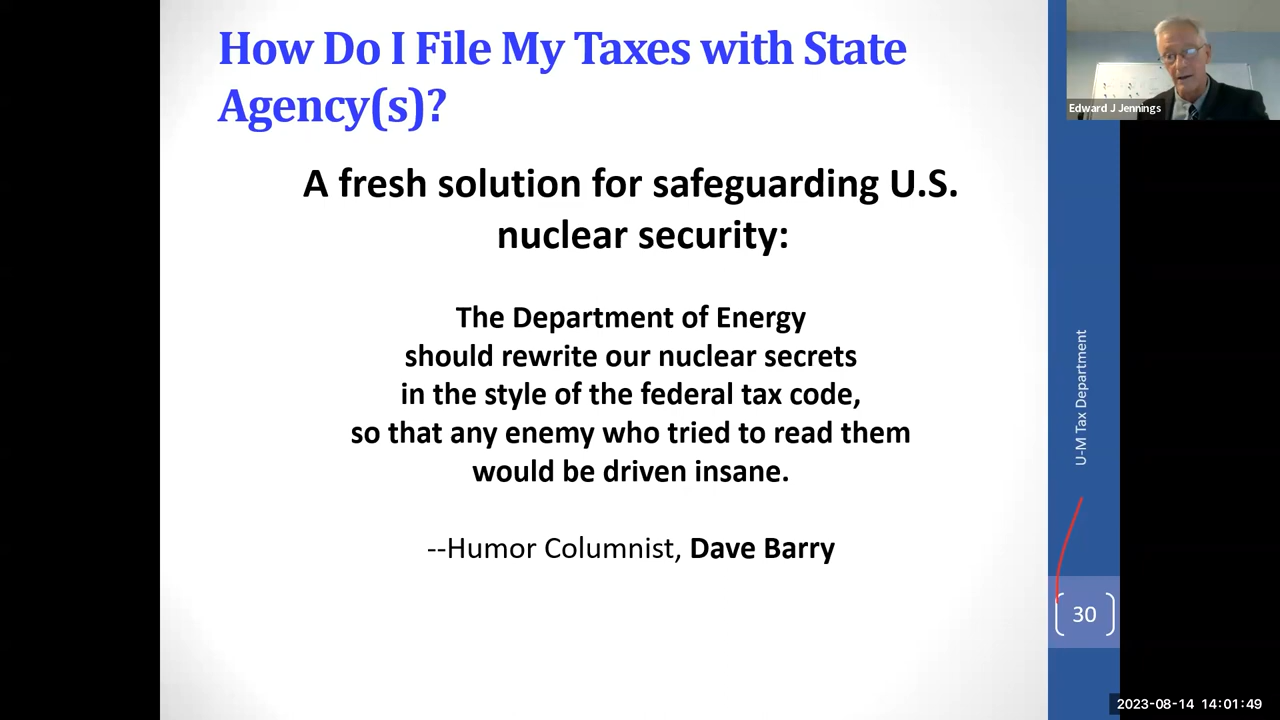 How Do I File My Taxes with State
Agency(s)?
A fresh solution for safeguarding U.S.
nuclear security:
The Department of Energy
should rewrite our nuclear secrets
in the style of the federal tax code,
so that any enemy who tried to read them
would be driven insane.
--Humor Columnist, Dave Barry
Edward J Jennings
U-M Tax Department
30
2023-08-14 14:01:49